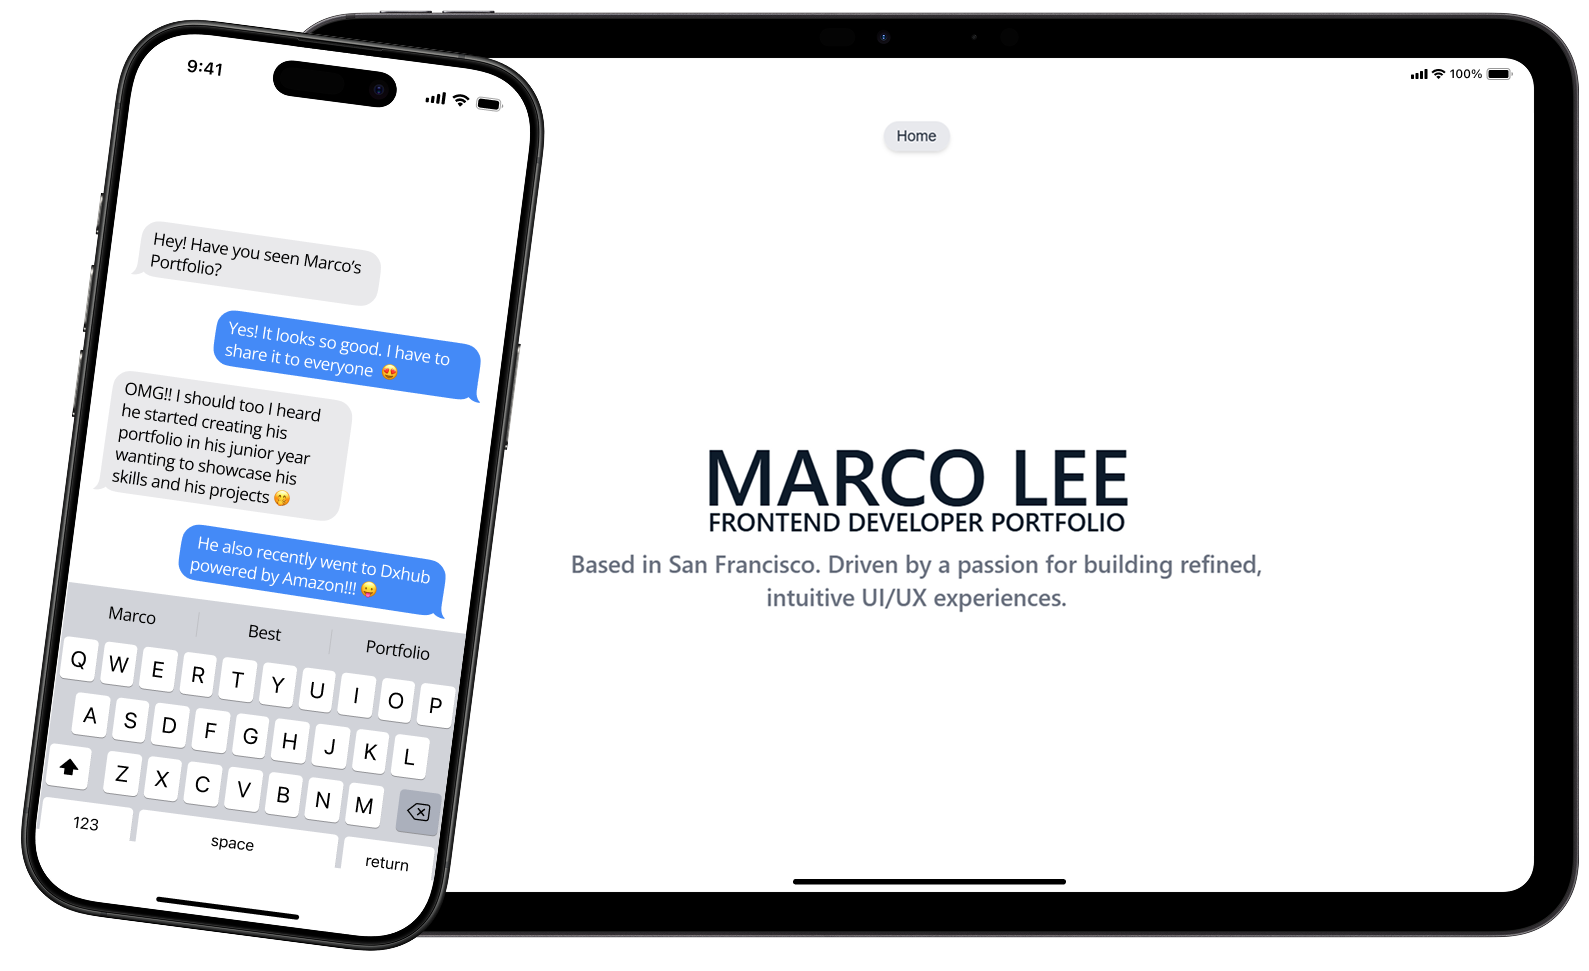 9:41
Hey! Have you seen Marco’s
Portfolio?
Yes! It looks so good. I have to
share it to everyone 😍
OMG!! I should too I heard
he started creating his
portfolio in his junior year
wanting to showcase his
skills and his projects 🤭
He also recently went to Dxhub
powered by Amazon!!! 😛
Marco Best Portfolio
Q W E R T Y U I O P
A S D F G H J K L
Z X C V B N M
123 space return
100%
Home
MARCO LEE
FRONTEND DEVELOPER PORTFOLIO
Based in San Francisco. Driven by a passion for building refined,
intuitive UI/UX experiences.